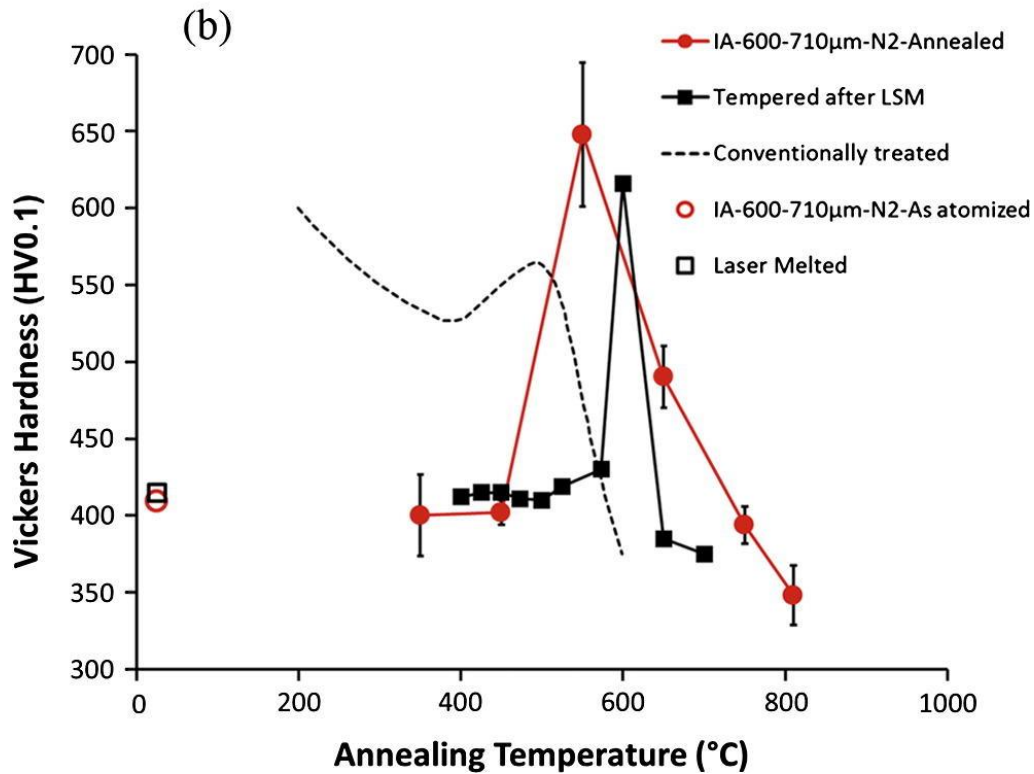 (b)
700
650
600
550
500
450
400
350
300
0
200
400
600
800
1000
Vickers Hardness (HV0.1)
Annealing Temperature (°C)
IA-600-710µm-N2-Annealed
Tempered after LSM
Conventionally treated
IA-600-710µm-N2-As atomized
Laser Melted